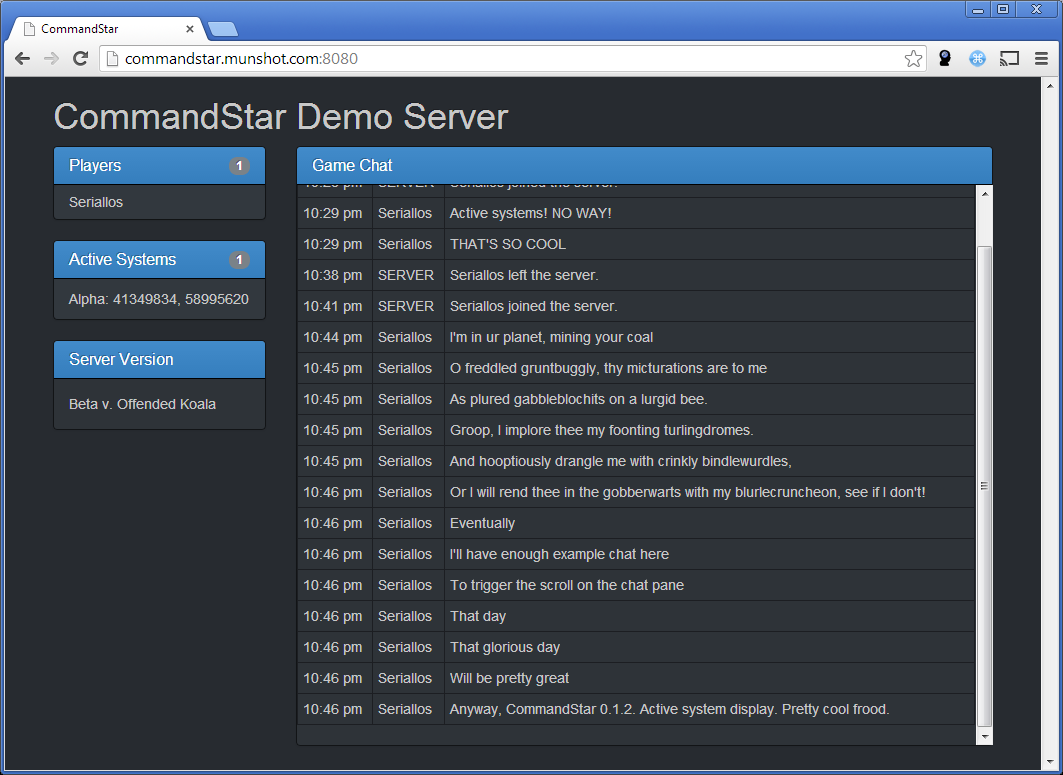 CommandStar
commandstar.munshot.com:8080
CommandStar Demo Server
Players 1
Seriallos
Active Systems 1
Alpha: 41349834, 58995620
Server Version
Beta v. Offended Koala
Game Chat
SERVER Seriallos joined the server.
10:29 pm Seriallos Active systems! NO WAY!
10:29 pm Seriallos THAT'S SO COOL
10:38 pm SERVER Seriallos left the server.
10:41 pm SERVER Seriallos joined the server.
10:44 pm Seriallos I'm in ur planet, mining your coal
10:45 pm Seriallos O freddled gruntbuggly, thy micturations are to me
10:45 pm Seriallos As plured gabbleblochits on a lurgid bee.
10:45 pm Seriallos Groop, I implore thee my foonting turlingdromes.
10:45 pm Seriallos And hooptiously drangle me with crinkly bindlewurdles,
10:46 pm Seriallos Or I will rend thee in the gobberwarts with my blurlecruncheon, see if I don't!
10:46 pm Seriallos Eventually
10:46 pm Seriallos I'll have enough example chat here
10:46 pm Seriallos To trigger the scroll on the chat pane
10:46 pm Seriallos That day
10:46 pm Seriallos That glorious day
10:46 pm Seriallos Will be pretty great
10:46 pm Seriallos Anyway, CommandStar 0.1.2. Active system display. Pretty cool frood.